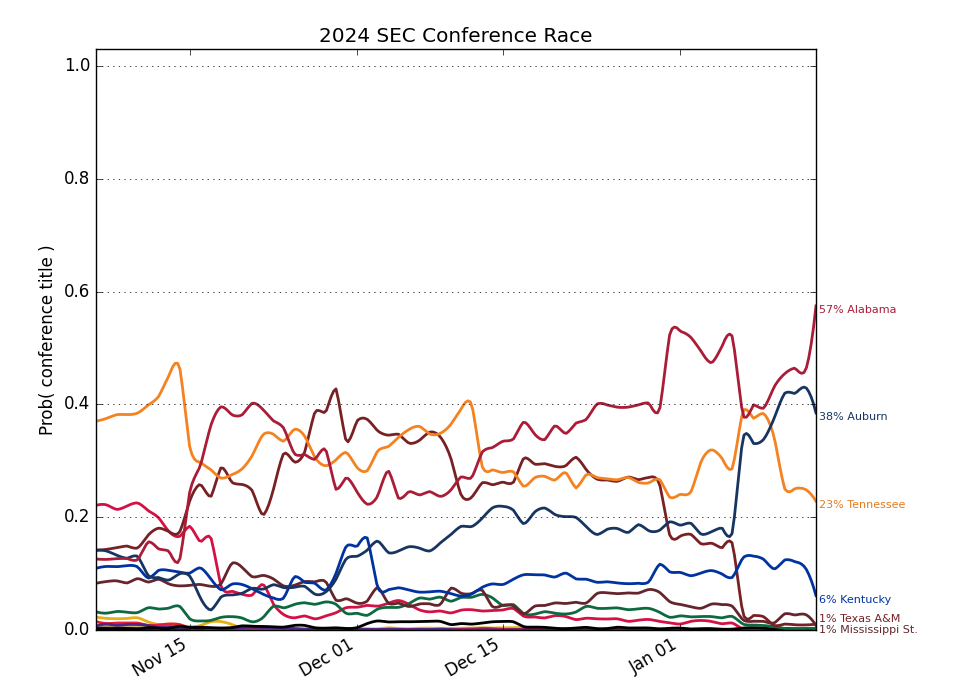 2024 SEC Conference Race
Prob( conference title )
1.0
0.8
0.6
0.4
0.2
0.0
57% Alabama
38% Auburn
23% Tennessee
6% Kentucky
1% Texas A&M
1% Mississippi St.
Nov 15
Dec 01
Dec 15
Jan 01